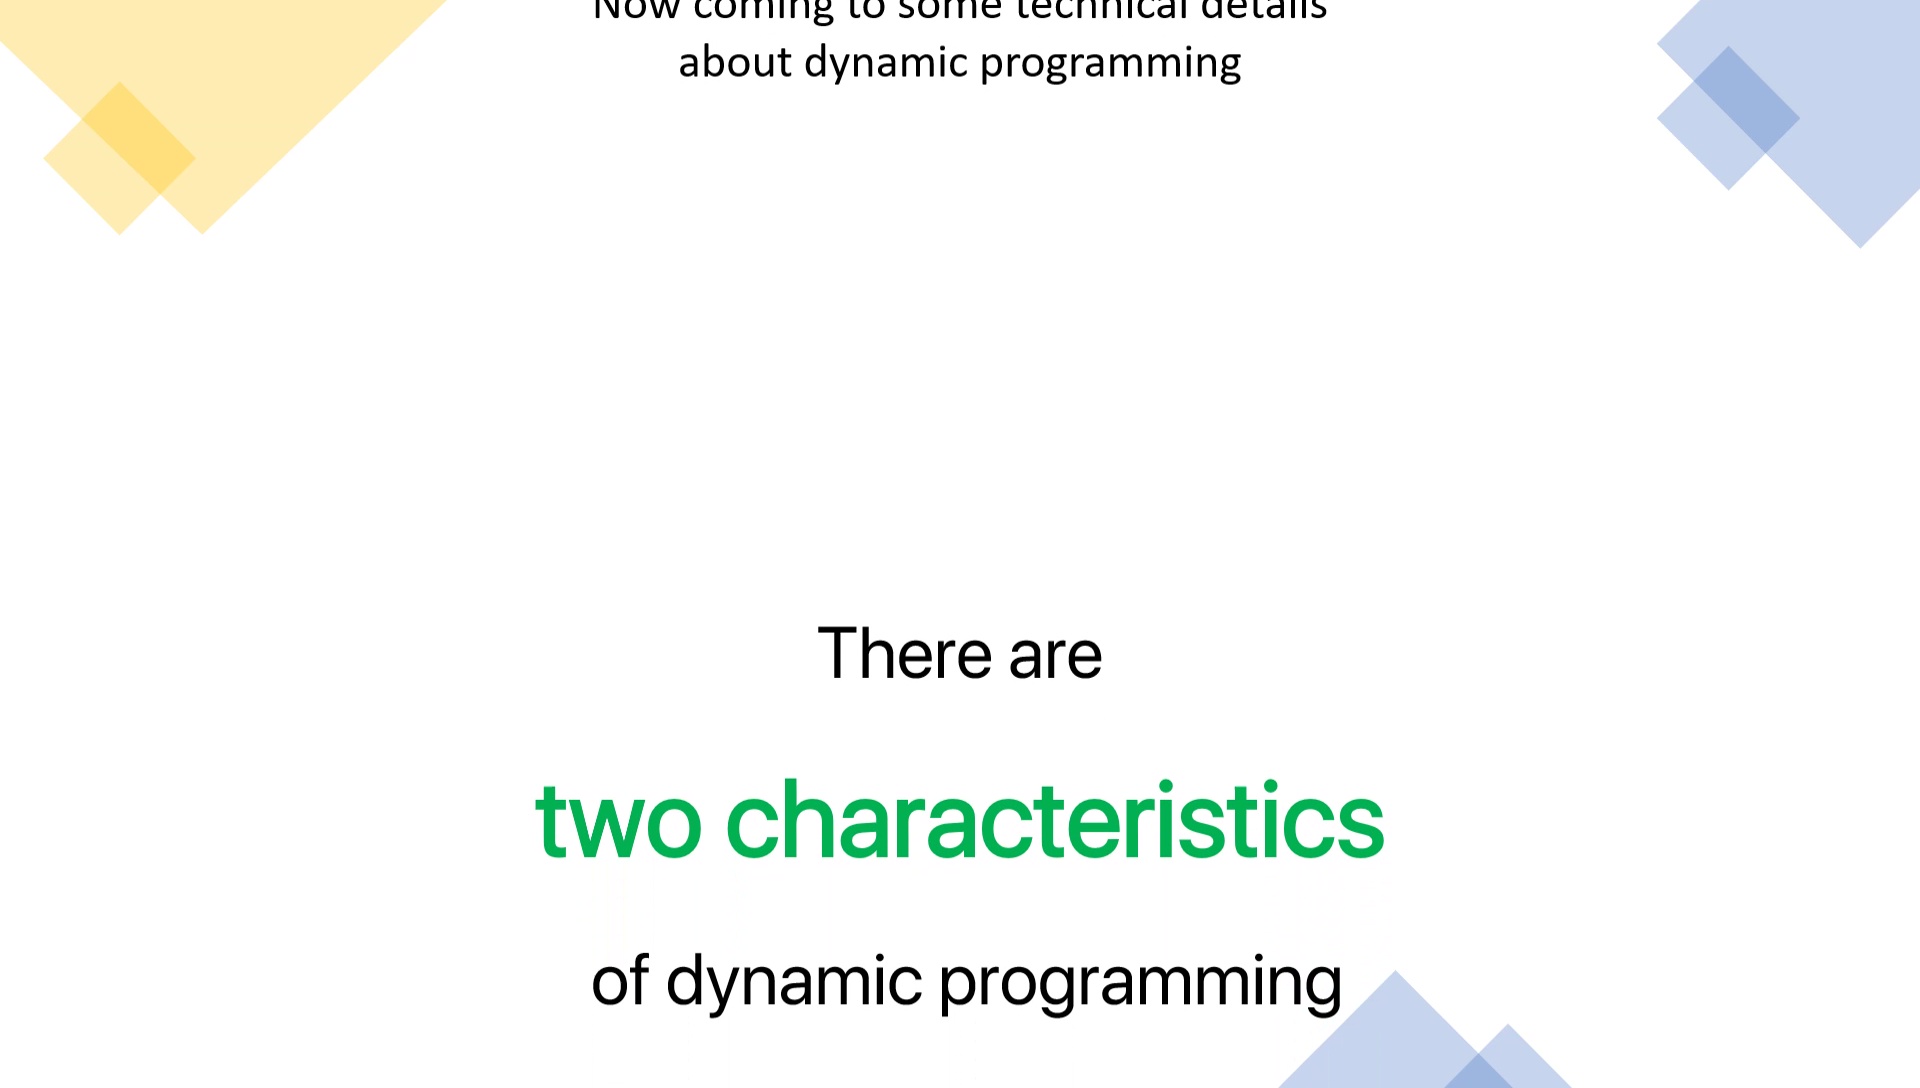 Now coming to some technical details
about dynamic programming
There are
two characteristics
of dynamic programming